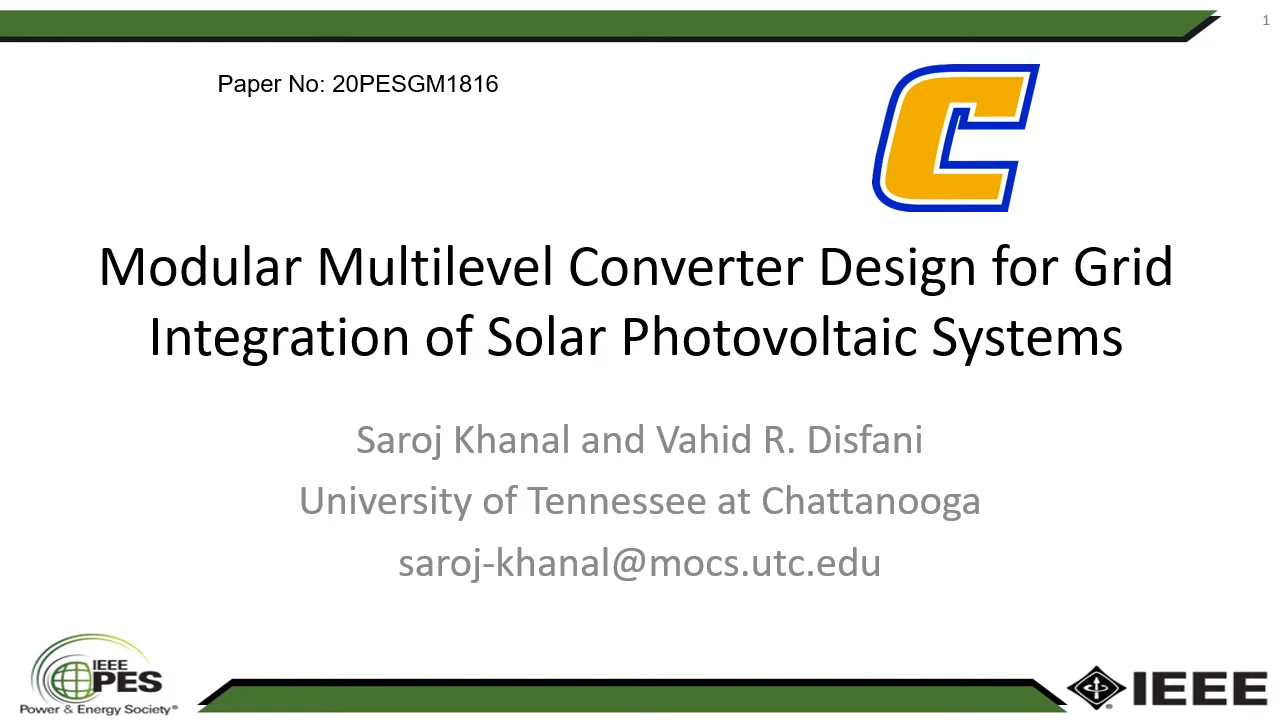 1
Paper No: 20PESGM1816
C
Modular Multilevel Converter Design for Grid
Integration of Solar Photovoltaic Systems
Saroj Khanal and Vahid R. Disfani
University of Tennessee at Chattanooga
saroj-khanal@mocs.utc.edu
IEEE
PES
Power & Energy Society®
IEEE